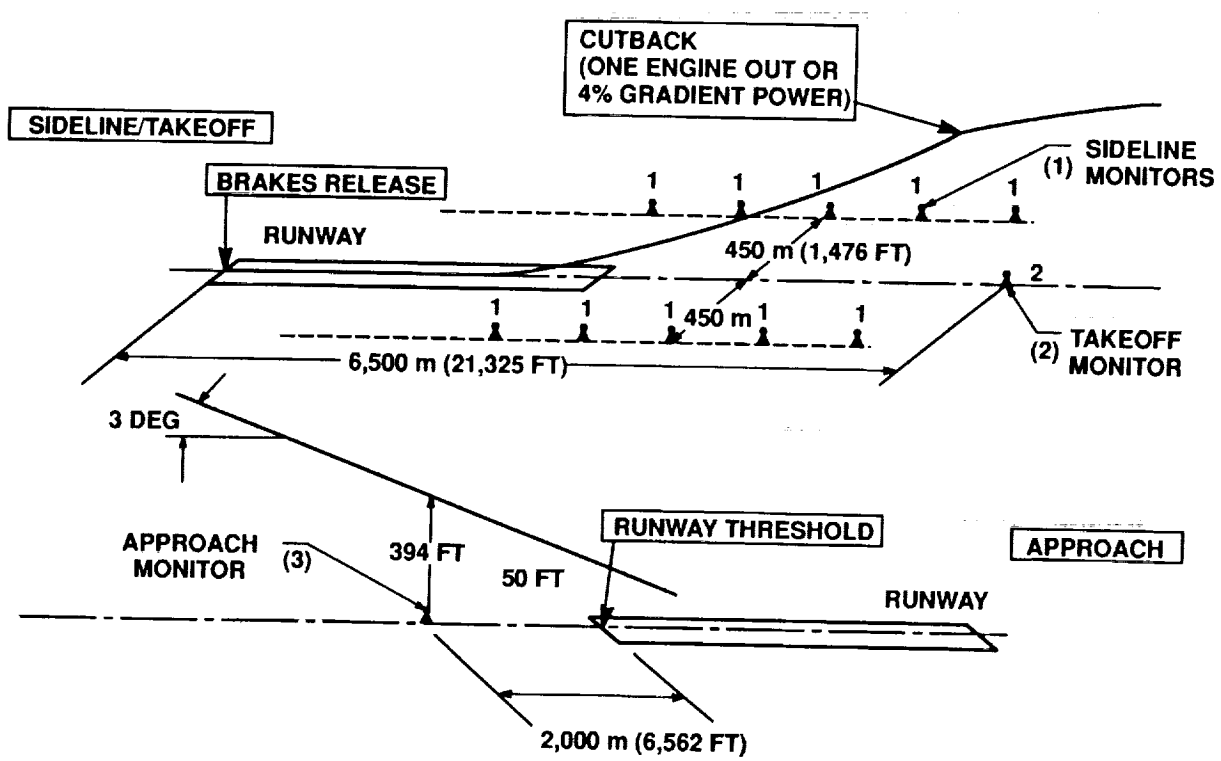 CUTBACK
(ONE ENGINE OUT OR
4% GRADIENT POWER)
SIDELINE/TAKEOFF
(1) SIDELINE
MONITORS
BRAKES RELEASE
1 1 1 1 1
RUNWAY
450 m (1,476 FT)
2
1 1 1 1 1
450 m
(2) TAKEOFF
MONITOR
6,500 m (21,325 FT)
3 DEG
RUNWAY THRESHOLD
APPROACH
APPROACH
MONITOR
(3)
394 FT
50 FT
RUNWAY
2,000 m (6,562 FT)